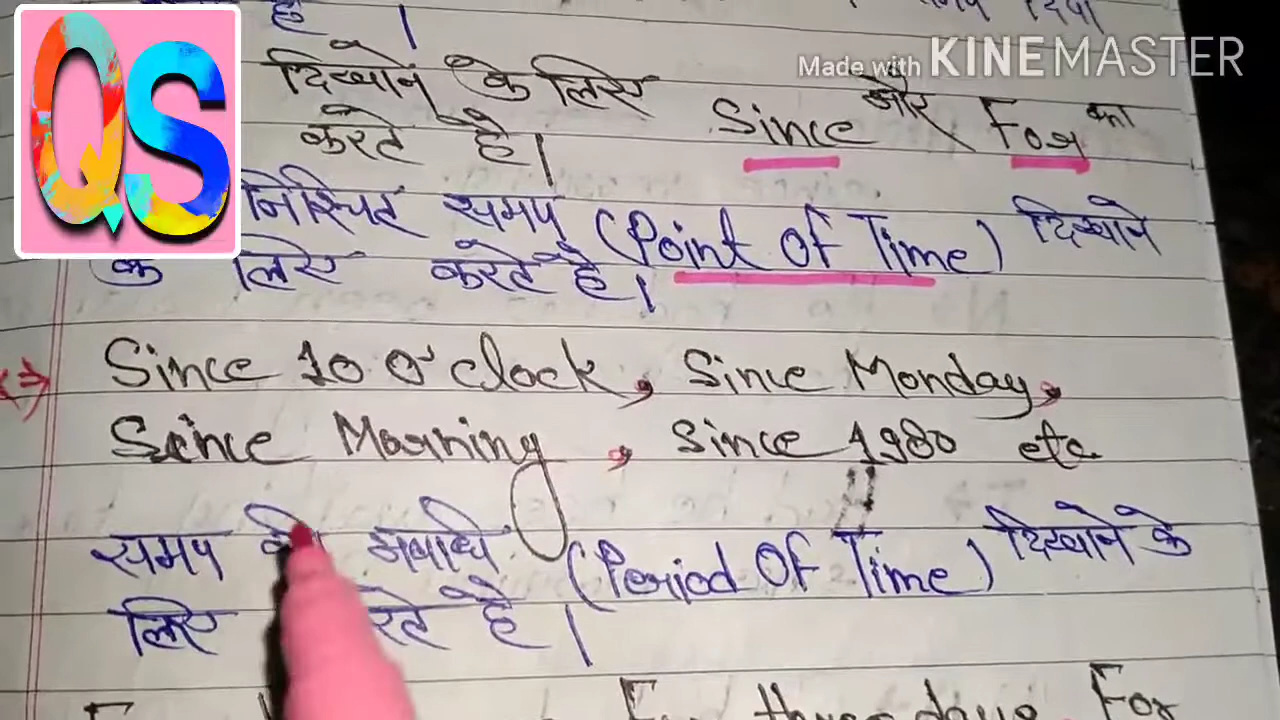 QS
Made with KINEMASTER
है ।
दिखाने के लिए Since और For का
करते है।
निश्चित समय (Point Of Time) दिखाने
के लिए करते है।
Since 10 O'clock, Since Monday,
Since Morning, Since 1980 etc
समय की अवधि (Period Of Time) दिखाने के
लिए है।
For three days For